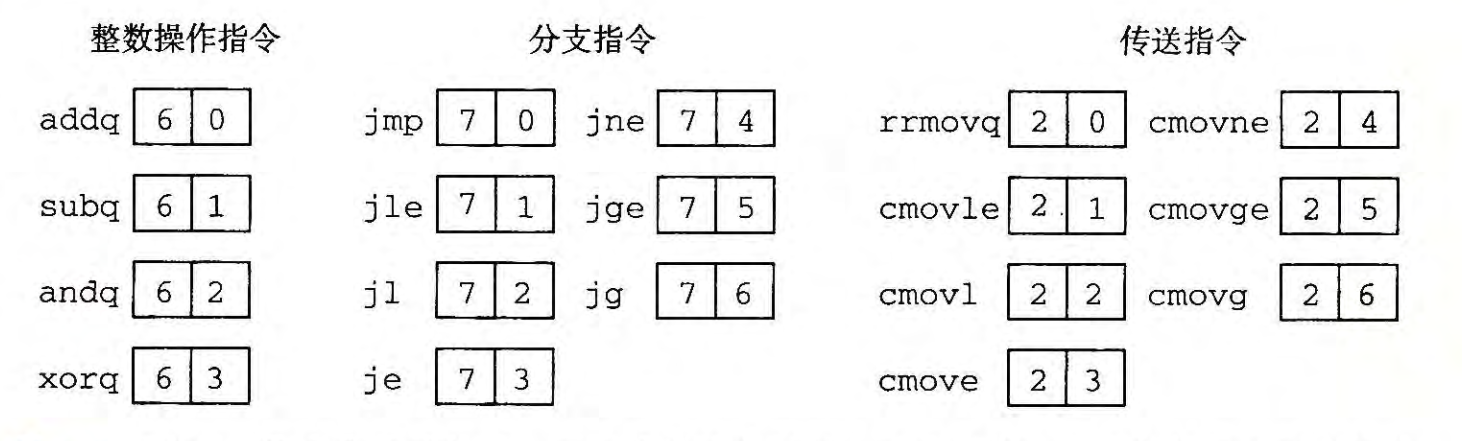 整数操作指令 分支指令 传送指令
addq 6 0 jmp 7 0 jne 7 4 rrmovq 2 0 cmovne 2 4
subq 6 1 jle 7 1 jge 7 5 cmovle 2 1 cmovge 2 5
andq 6 2 jl 7 2 jg 7 6 cmovl 2 2 cmovg 2 6
xorq 6 3 je 7 3 cmove 2 3